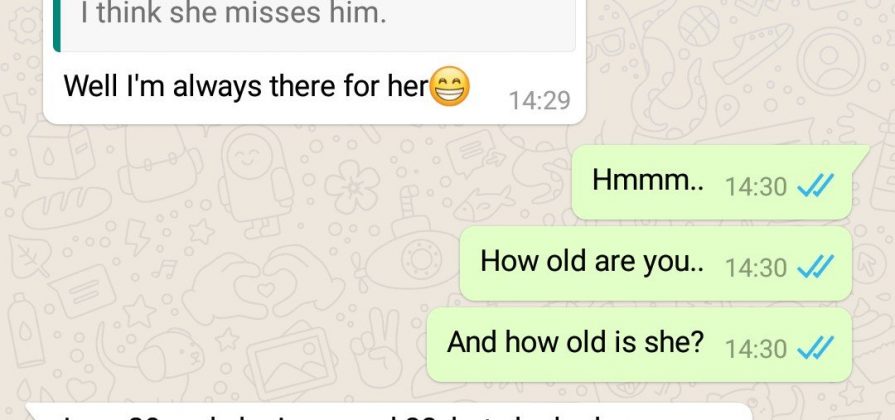 I think she misses him.
Well I'm always there for her😁
14:29
Hmmm.. 14:30
How old are you.. 14:30
And how old is she? 14:30